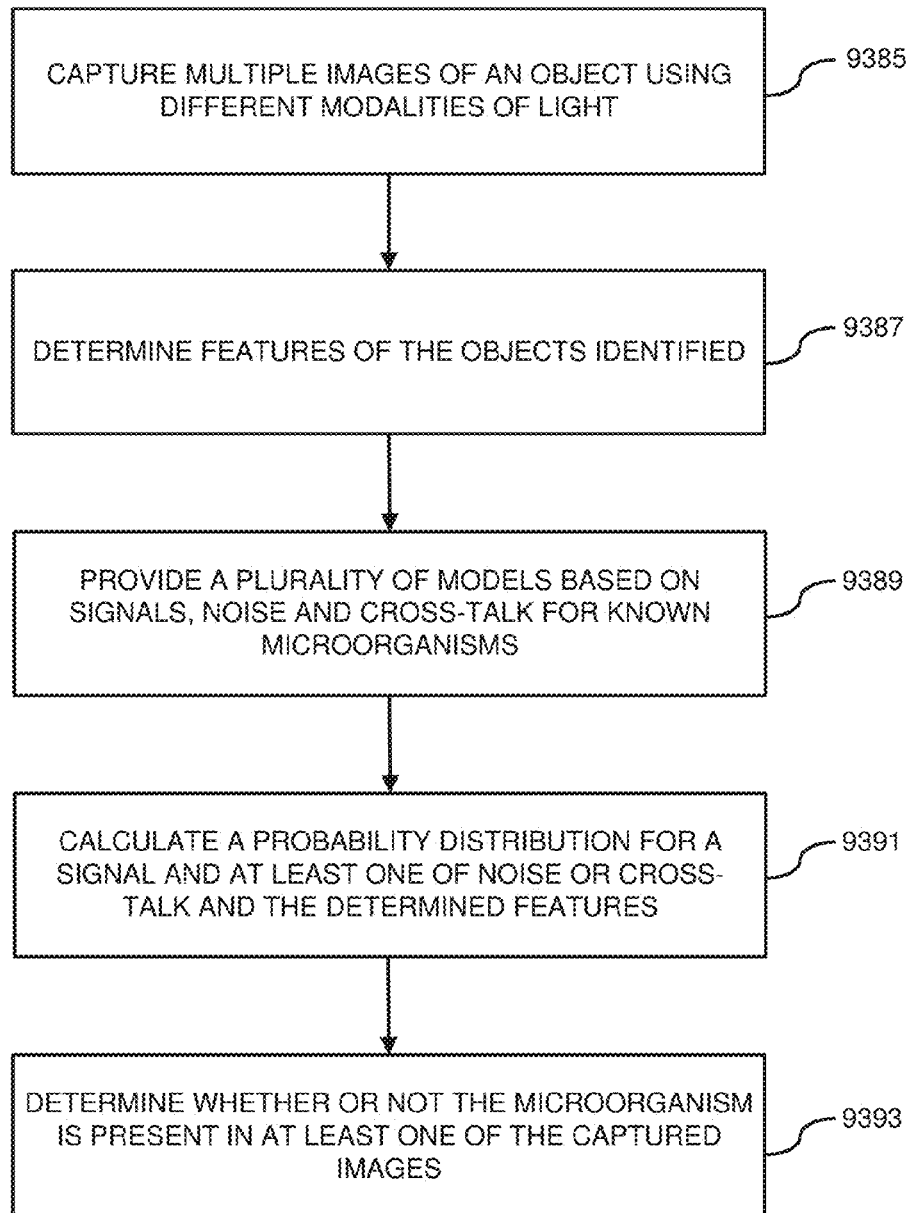 CAPTURE MULTIPLE IMAGES OF AN OBJECT USING
DIFFERENT MODALITIES OF LIGHT
9385
DETERMINE FEATURES OF THE OBJECTS IDENTIFIED
9387
PROVIDE A PLURALITY OF MODELS BASED ON
SIGNALS, NOISE AND CROSS-TALK FOR KNOWN
MICROORGANISMS
9389
CALCULATE A PROBABILITY DISTRIBUTION FOR A
SIGNAL AND AT LEAST ONE OF NOISE OR CROSS-
TALK AND THE DETERMINED FEATURES
9391
DETERMINE WHETHER OR NOT THE MICROORGANISM
IS PRESENT IN AT LEAST ONE OF THE CAPTURED
IMAGES
9393